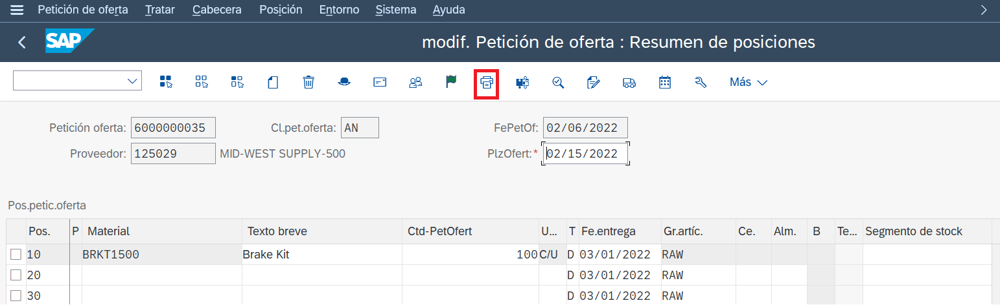 Petición de oferta Tratar Cabecera Posición Entorno Sistema Ayuda
SAP modif. Petición de oferta : Resumen de posiciones
Más
Petición oferta: 6000000035 Cl.pet.oferta: AN FePetOf: 02/06/2022
Proveedor: 125029 MID-WEST SUPPLY-500 PlzOfert:* 02/15/2022
Pos.petic.oferta
Pos. P Material Texto breve Ctd-PetOfert U... T Fe.entrega Gr.artíc. Ce. Alm. B Te... Segmento de stock
10 BRKT1500 Brake Kit 100 C/U D 03/01/2022 RAW
20 D 03/01/2022 RAW
30 D 03/01/2022 RAW